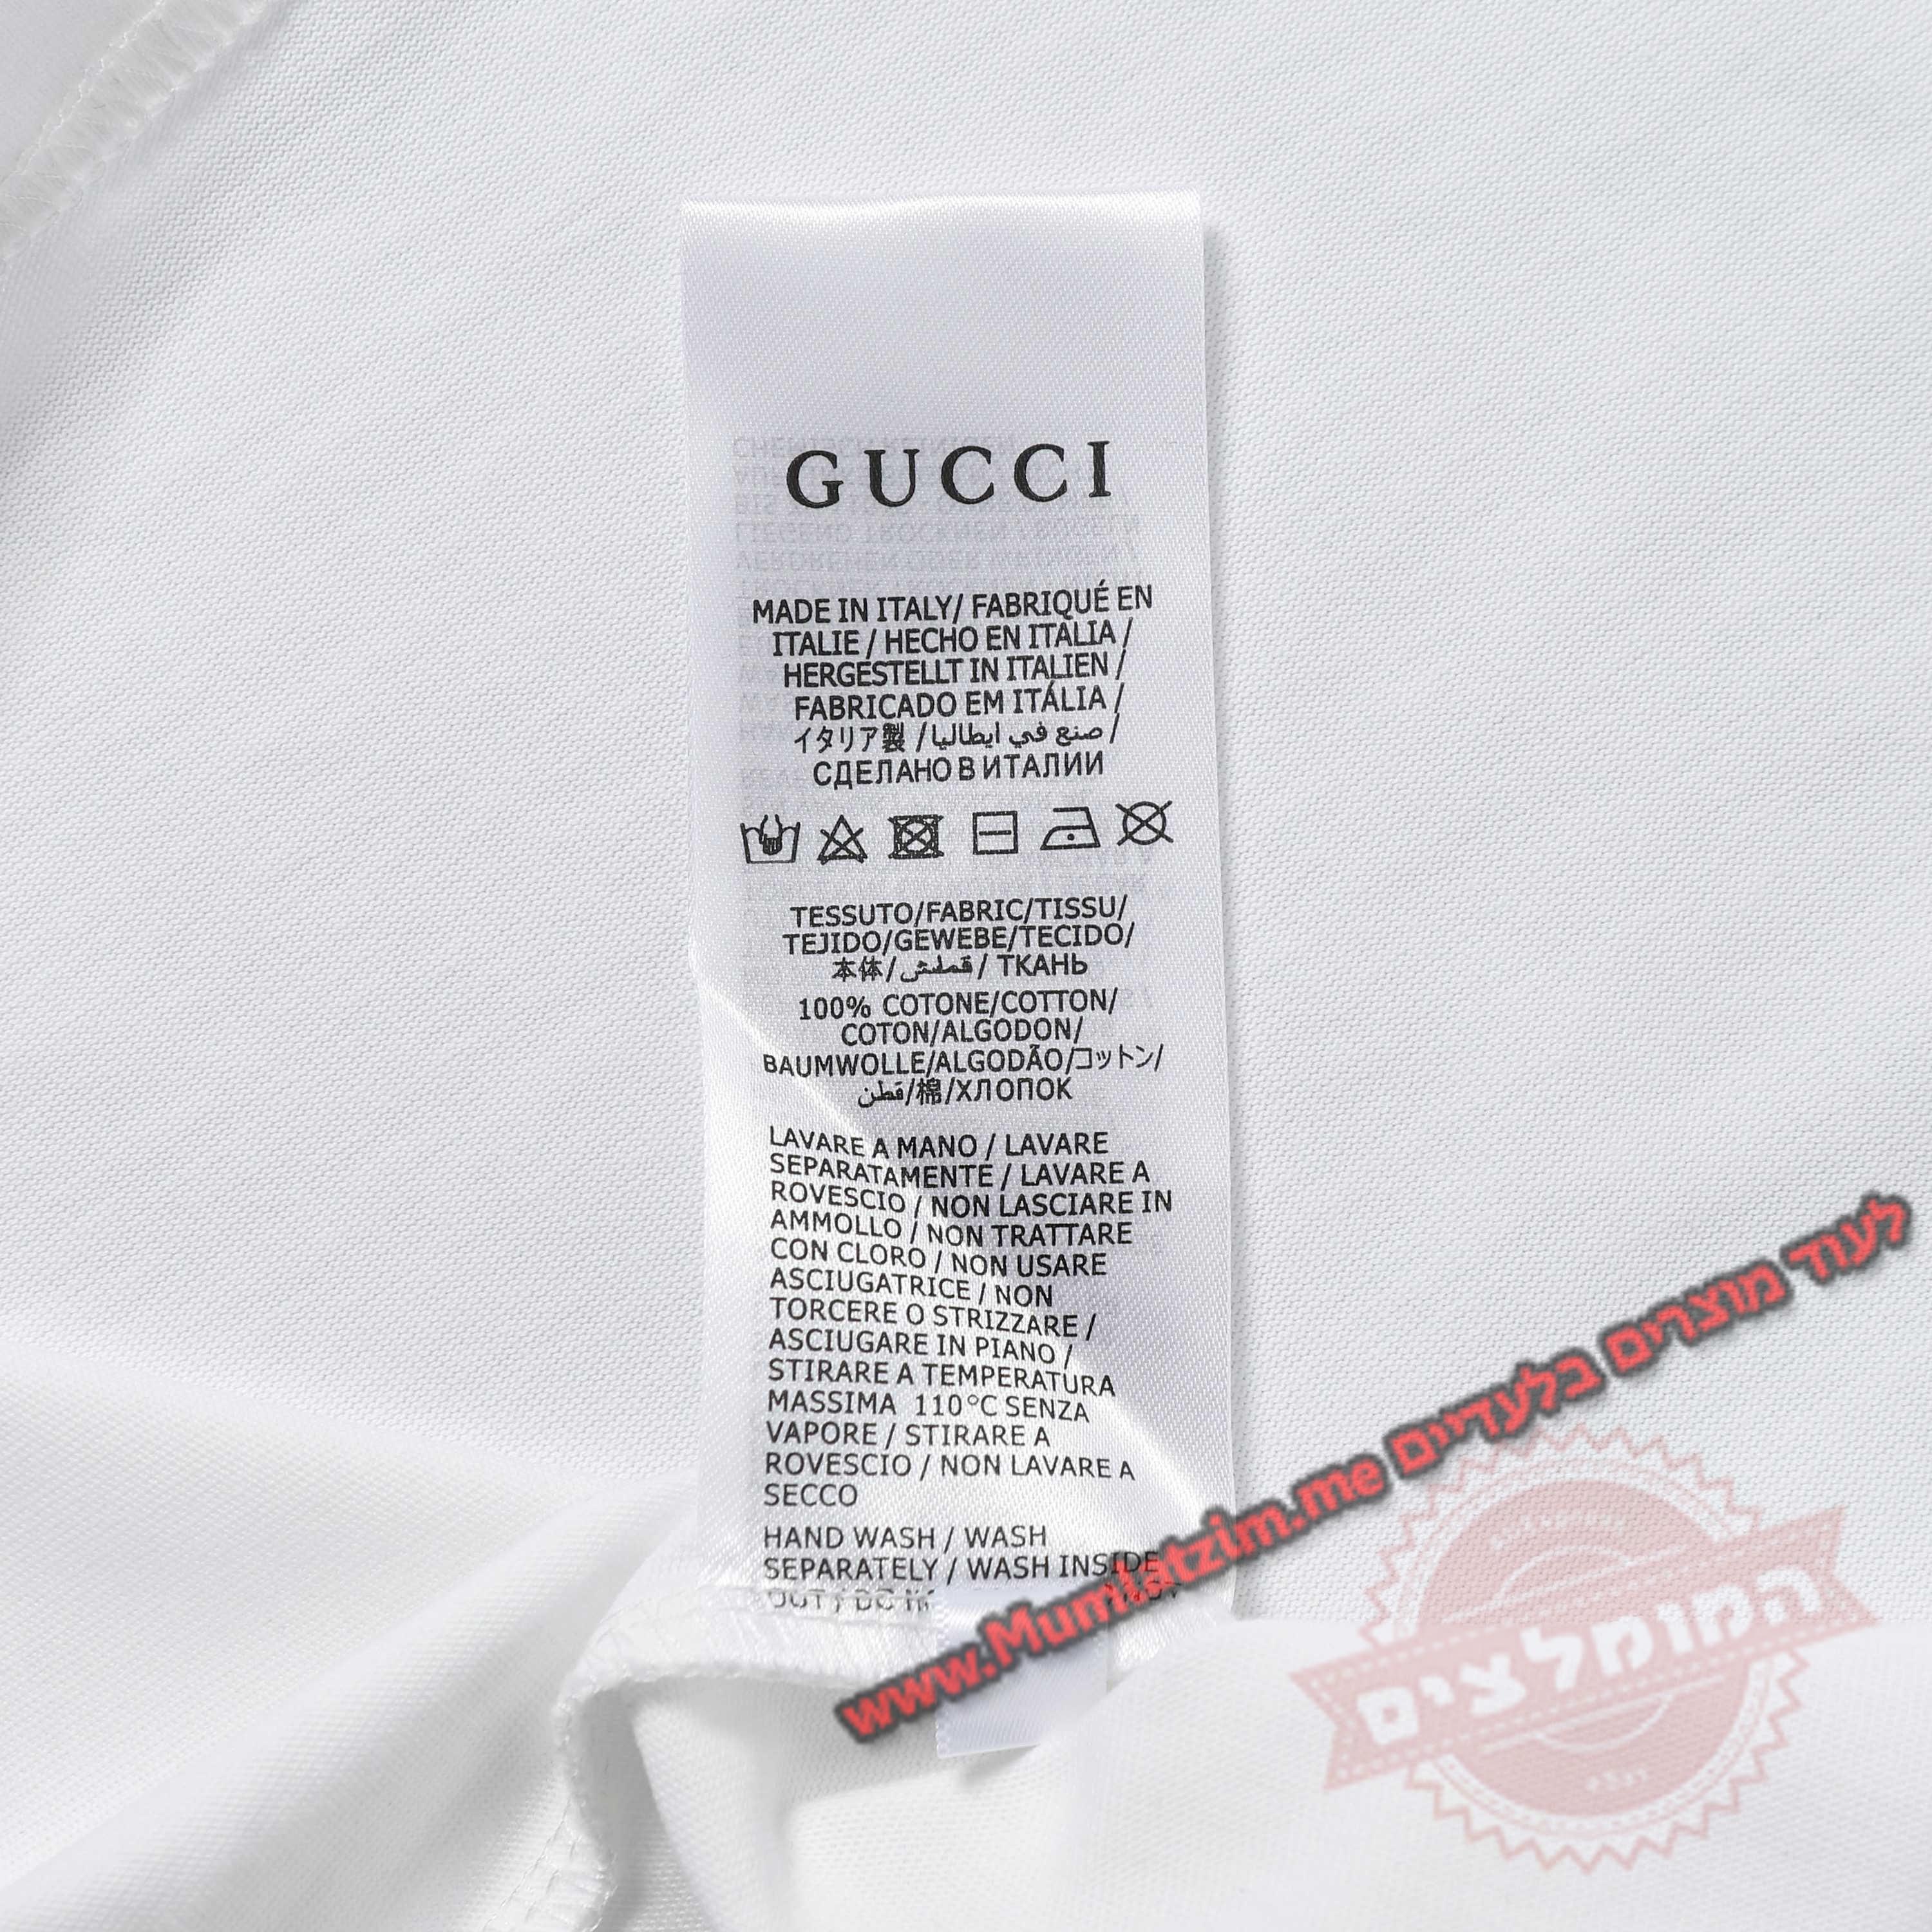 GUCCI
MADE IN ITALY/ FABRIQUÉ EN
ITALIE / HECHO EN ITALIA /
HERGESTELLT IN ITALIEN /
FABRICADO EM ITÁLIA /
イタリア製 / صنع في ايطاليا /
СДЕЛАНО В ИТАЛИИ
TESSUTO/FABRIC/TISSU/
TEJIDO/GEWEBE/TECIDO/
本体/قملش/ ТКАНЬ
100% COTONE/COTTON/
COTON/ALGODON/
BAUMWOLLE/ALGODÃO/コットン/
قطن/棉/ХЛОПОК
LAVARE A MANO / LAVARE
SEPARATAMENTE / LAVARE A
ROVESCIO / NON LASCIARE IN
AMMOLLO / NON TRATTARE
CON CLORO / NON USARE
ASCIUGATRICE / NON
TORCERE O STRIZZARE /
ASCIUGARE IN PIANO /
STIRARE A TEMPERATURA
MASSIMA 110°C SENZA
VAPORE / STIRARE A
ROVESCIO / NON LAVARE A
SECCO
HAND WASH / WASH
SEPARATELY / WASH INSIDE
OUT / DO
לעוד מוצרים בלעדיים www.Mumlatzim.me
המומלצים